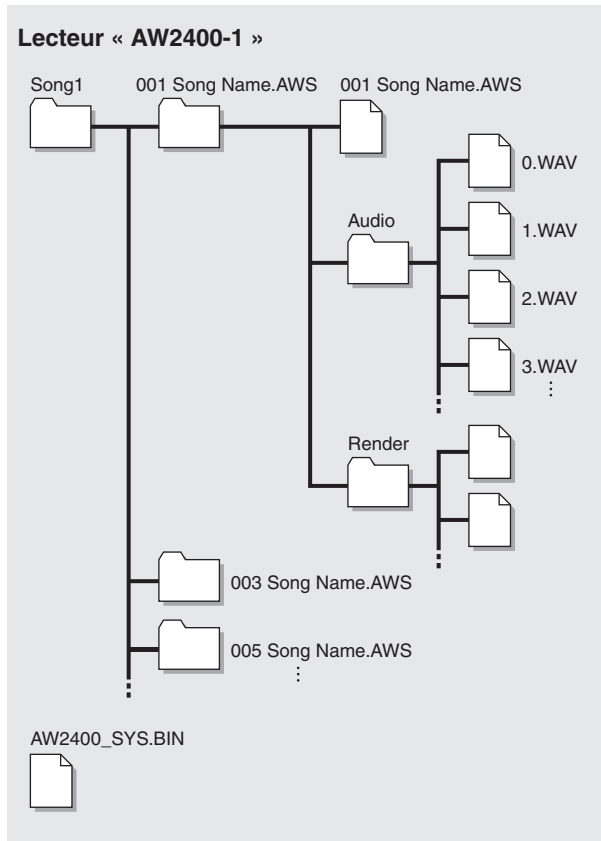 Lecteur « AW2400-1 »
Song1
001 Song Name.AWS
001 Song Name.AWS
0.WAV
Audio
1.WAV
2.WAV
3.WAV
Render
003 Song Name.AWS
005 Song Name.AWS
AW2400_SYS.BIN